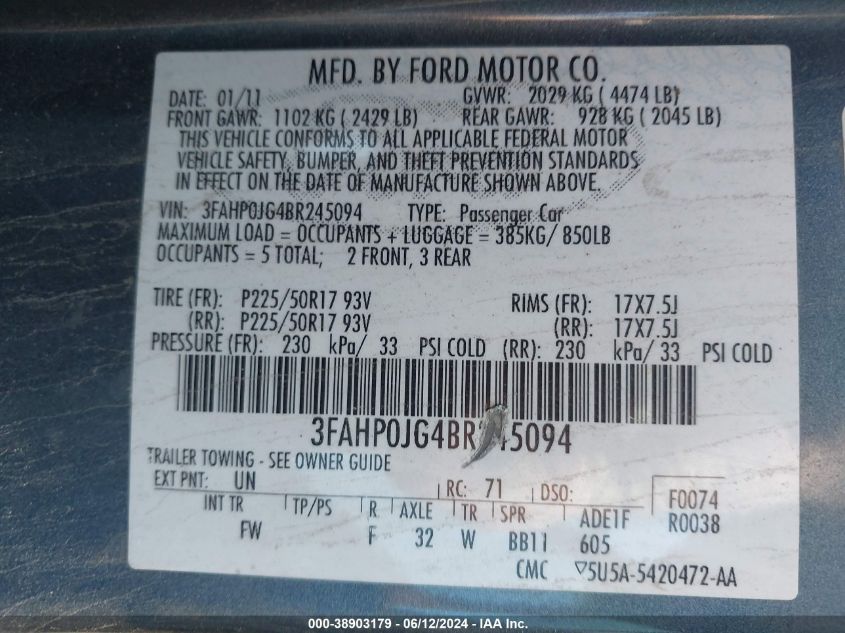 MFD. BY FORD MOTOR CO.
DATE: 01/11 GVWR: 2029 KG ( 4474 LB)
FRONT GAWR: 1102 KG ( 2429 LB) REAR GAWR: 928 KG ( 2045 LB)
THIS VEHICLE CONFORMS TO ALL APPLICABLE FEDERAL MOTOR
VEHICLE SAFETY, BUMPER, AND THEFT PREVENTION STANDARDS
IN EFFECT ON THE DATE OF MANUFACTURE SHOWN ABOVE.
VIN: 3FAHP0JG4BR245094 TYPE: Passenger Car
MAXIMUM LOAD = OCCUPANTS + LUGGAGE = 385KG/ 850LB
OCCUPANTS = 5 TOTAL; 2 FRONT, 3 REAR
TIRE (FR): P225/50R17 93V RIMS (FR): 17X7.5J
(RR): P225/50R17 93V (RR): 17X7.5J
PRESSURE (FR): 230 kPa/ 33 PSI COLD (RR): 230 kPa/ 33 PSI COLD
3FAHP0JG4BR245094
TRAILER TOWING - SEE OWNER GUIDE
EXT PNT: UN RC: 71 DSO: F0074
INT TR TP/PS R AXLE TR SPR ADE1F R0038
FW F 32 W BB11 605
CMC ▽5U5A-5420472-AA
000-38903179 - 06/12/2024 - IAA Inc.